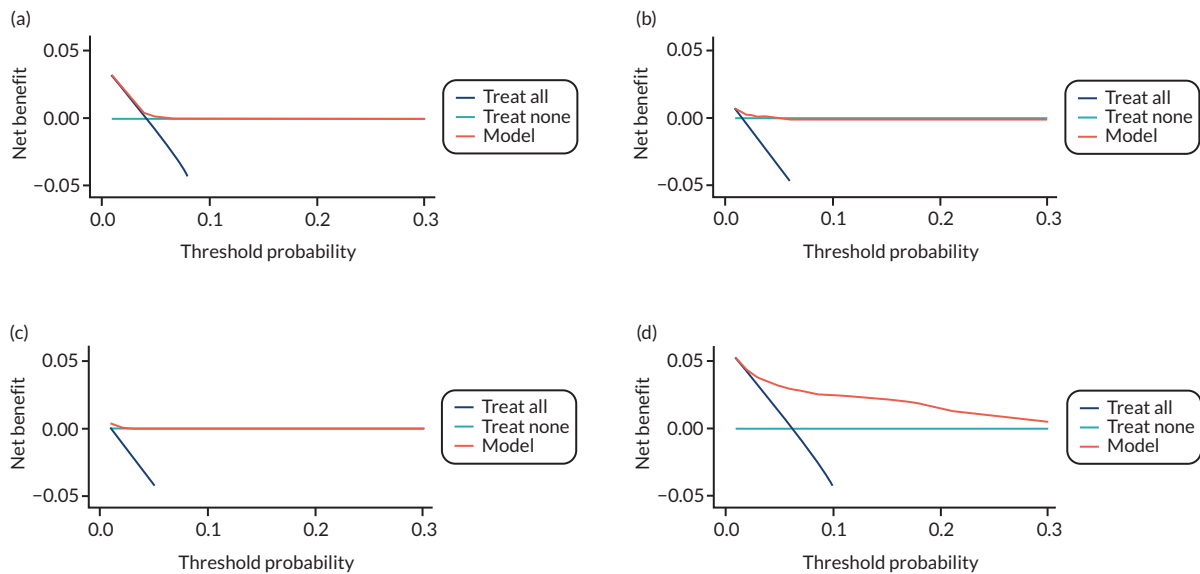 (a)
0.05
0.00
−0.05
Net benefit
0.0
0.1
0.2
0.3
Threshold probability
Treat all
Treat none
Model
(b)
0.05
0.00
−0.05
Net benefit
0.0
0.1
0.2
0.3
Threshold probability
Treat all
Treat none
Model
(c)
0.05
0.00
−0.05
Net benefit
0.0
0.1
0.2
0.3
Threshold probability
Treat all
Treat none
Model
(d)
0.05
0.00
−0.05
Net benefit
0.0
0.1
0.2
0.3
Threshold probability
Treat all
Treat none
Model